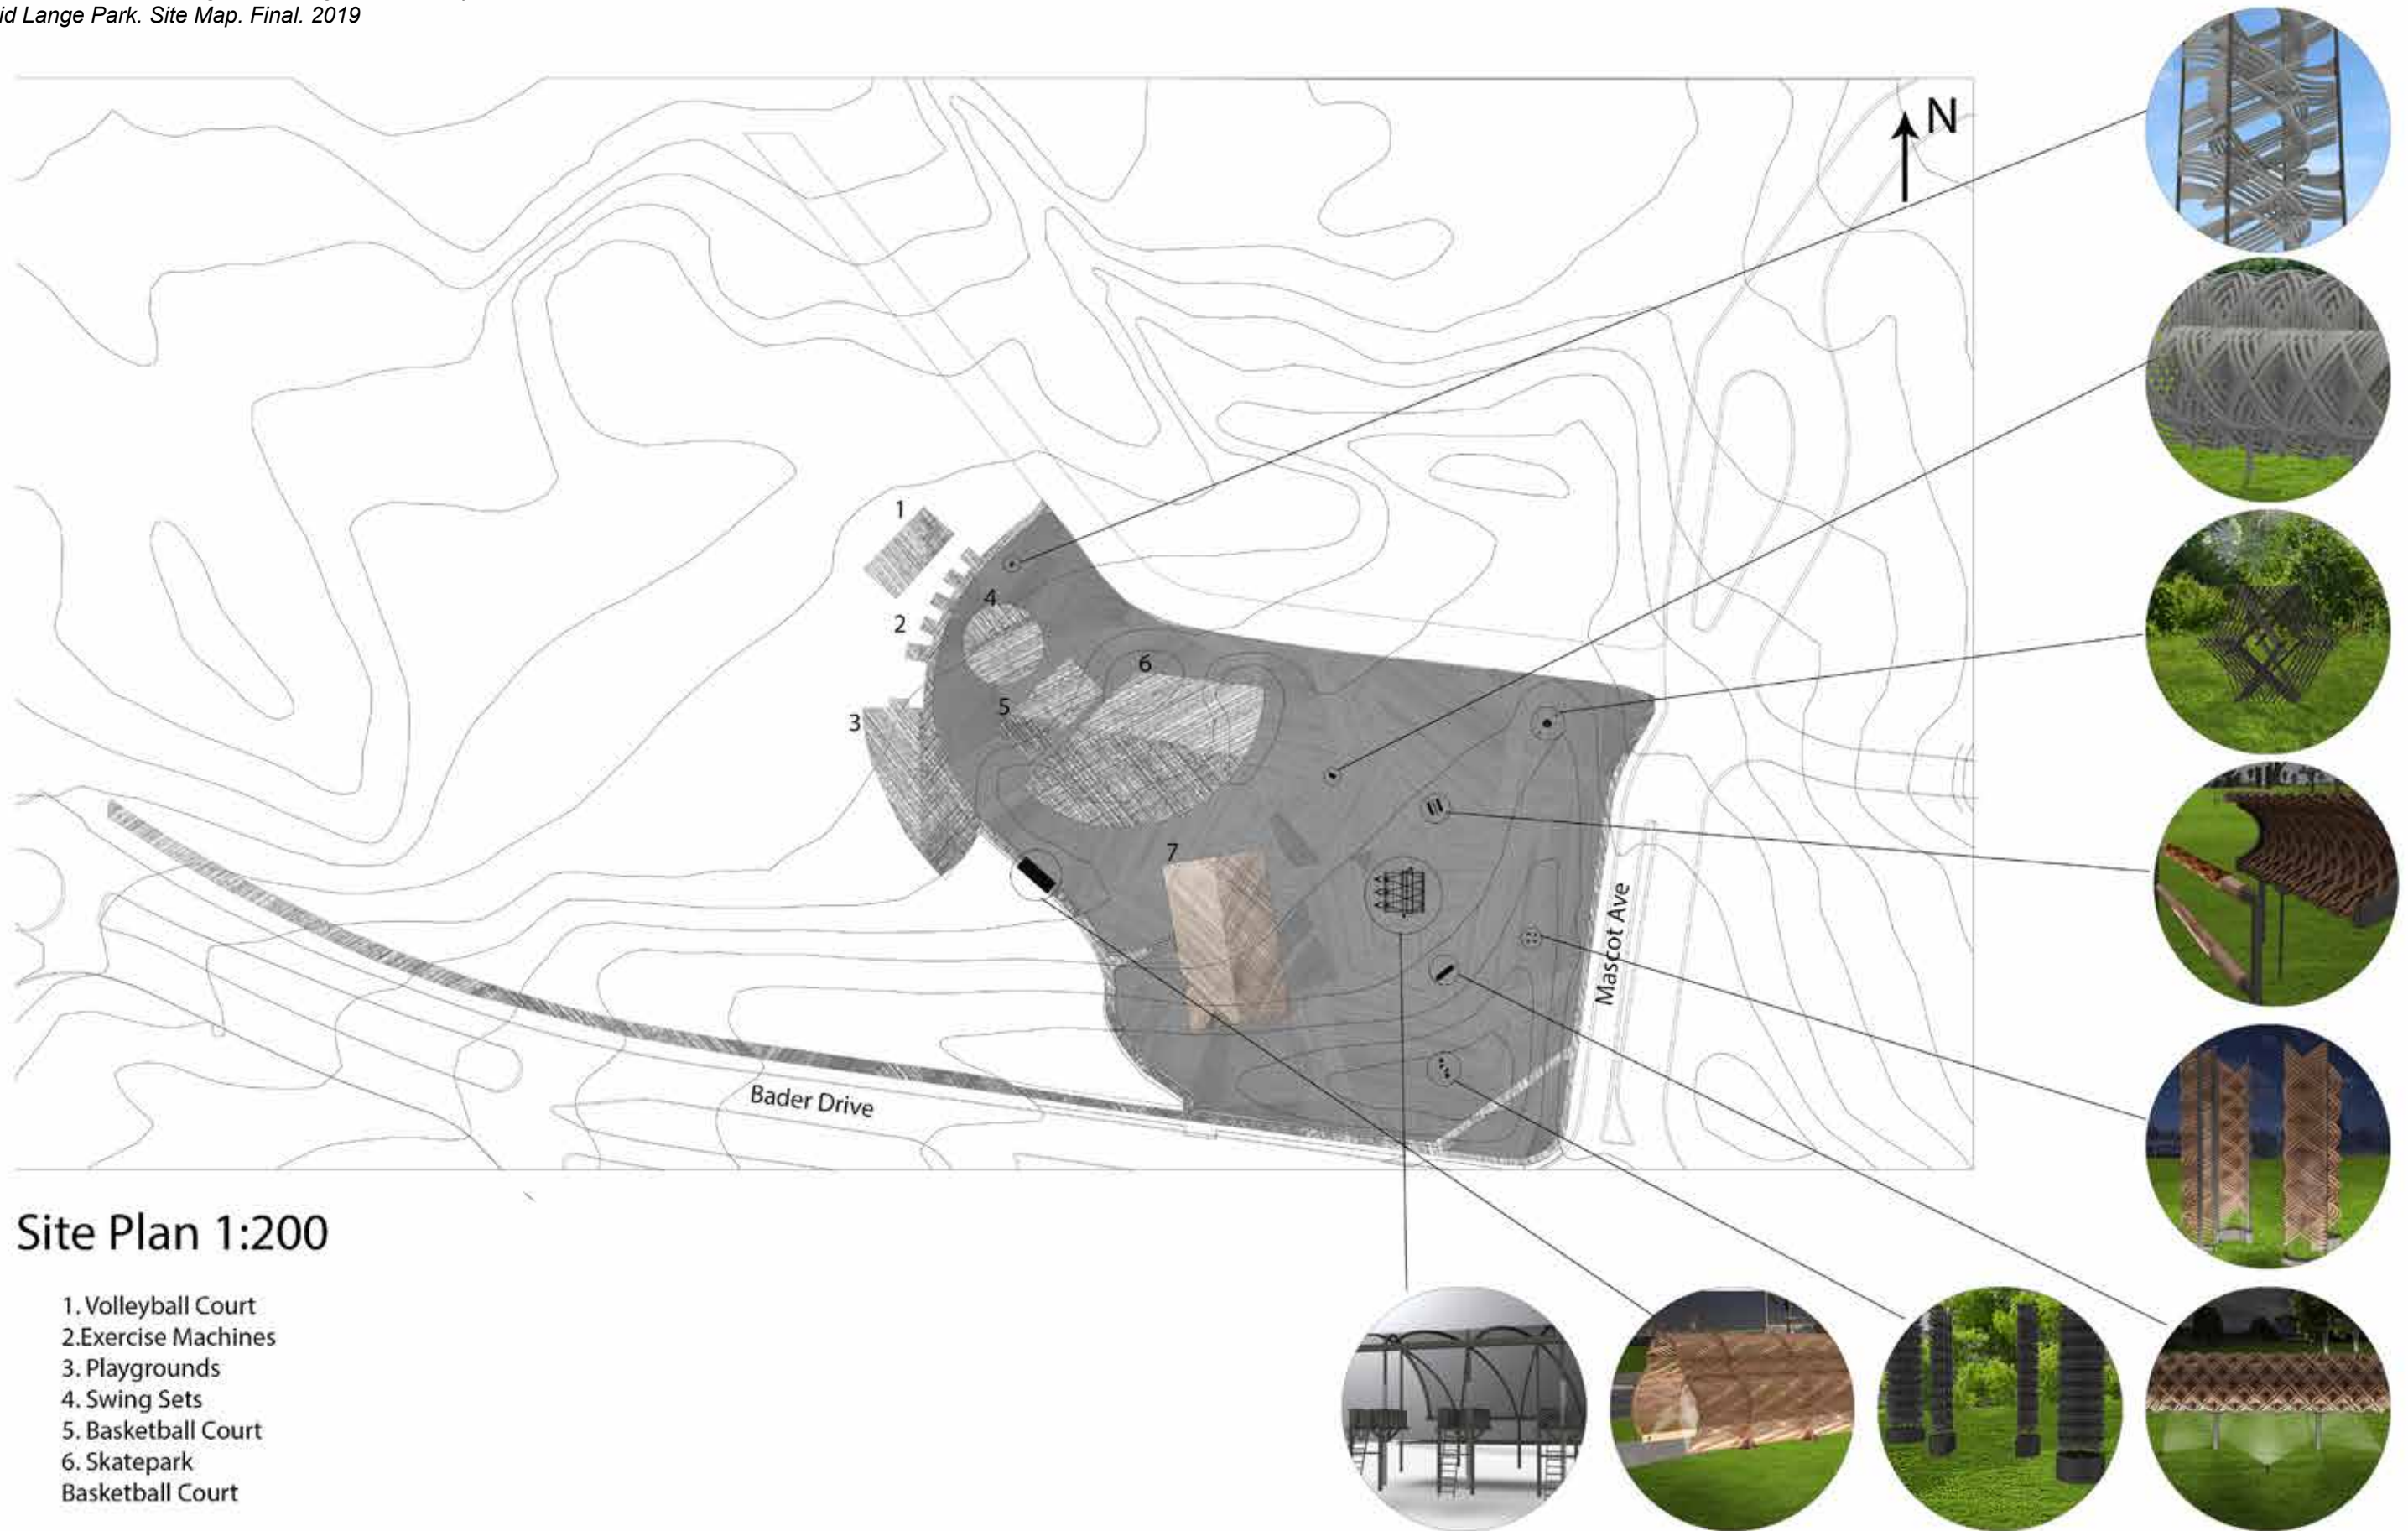 id Lange Park. Site Map. Final. 2019
N
1
2
3
4
5
6
7
Mascot Ave
Bader Drive
Site Plan 1:200
1. Volleyball Court
2.Exercise Machines
3. Playgrounds
4. Swing Sets
5. Basketball Court
6. Skatepark
Basketball Court